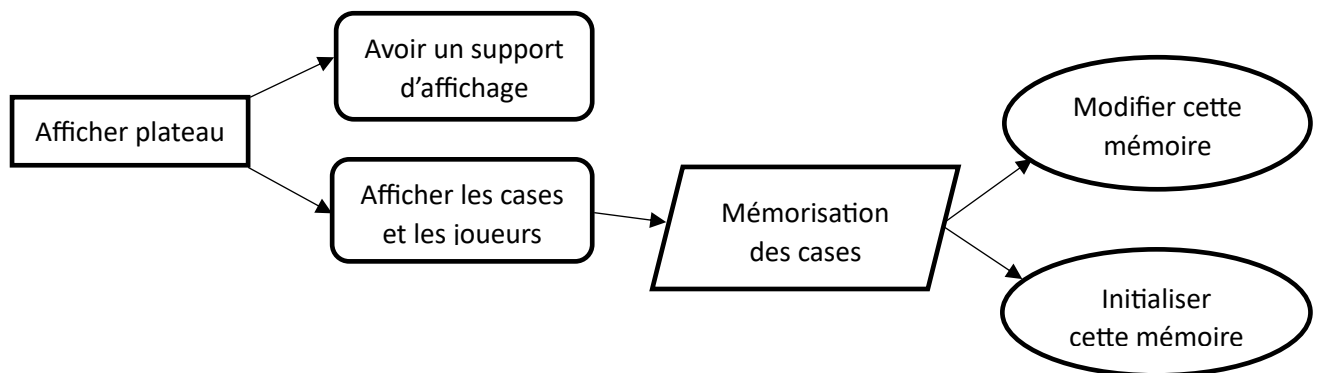 Avoir un support
d’affichage
Afficher plateau
Afficher les cases
et les joueurs
Mémorisation
des cases
Modifier cette
mémoire
Initialiser
cette mémoire